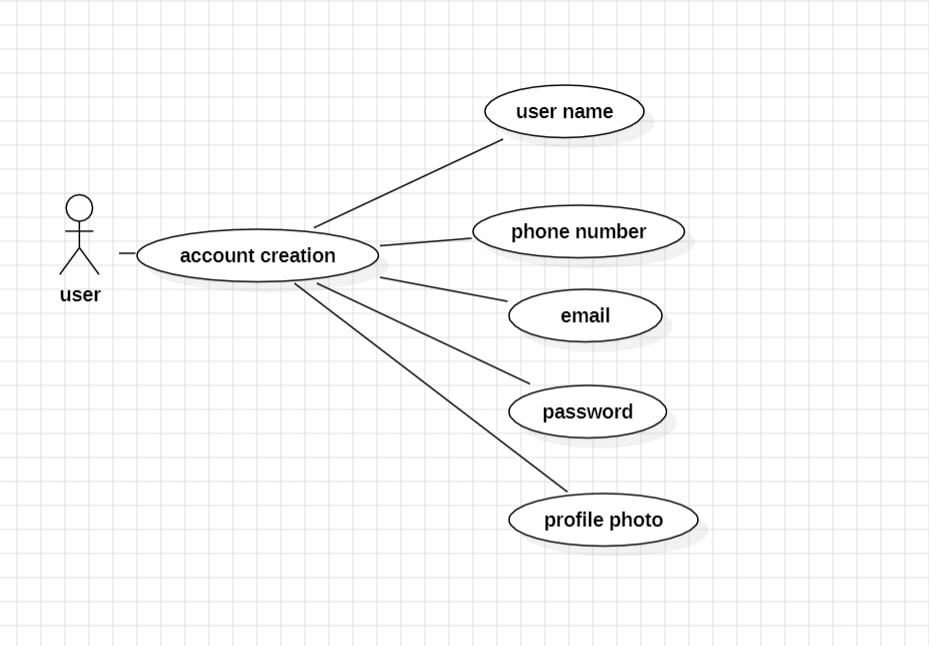 user name
phone number
account creation
user
email
password
profile photo